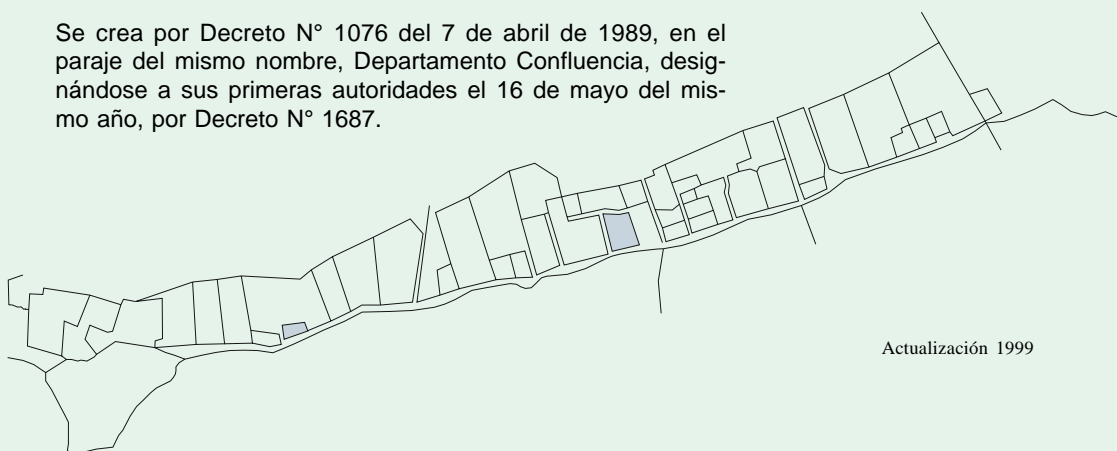 Se crea por Decreto N° 1076 del 7 de abril de 1989, en el
paraje del mismo nombre, Departamento Confluencia, desig-
nándose a sus primeras autoridades el 16 de mayo del mis-
mo año, por Decreto N° 1687.
Actualización 1999